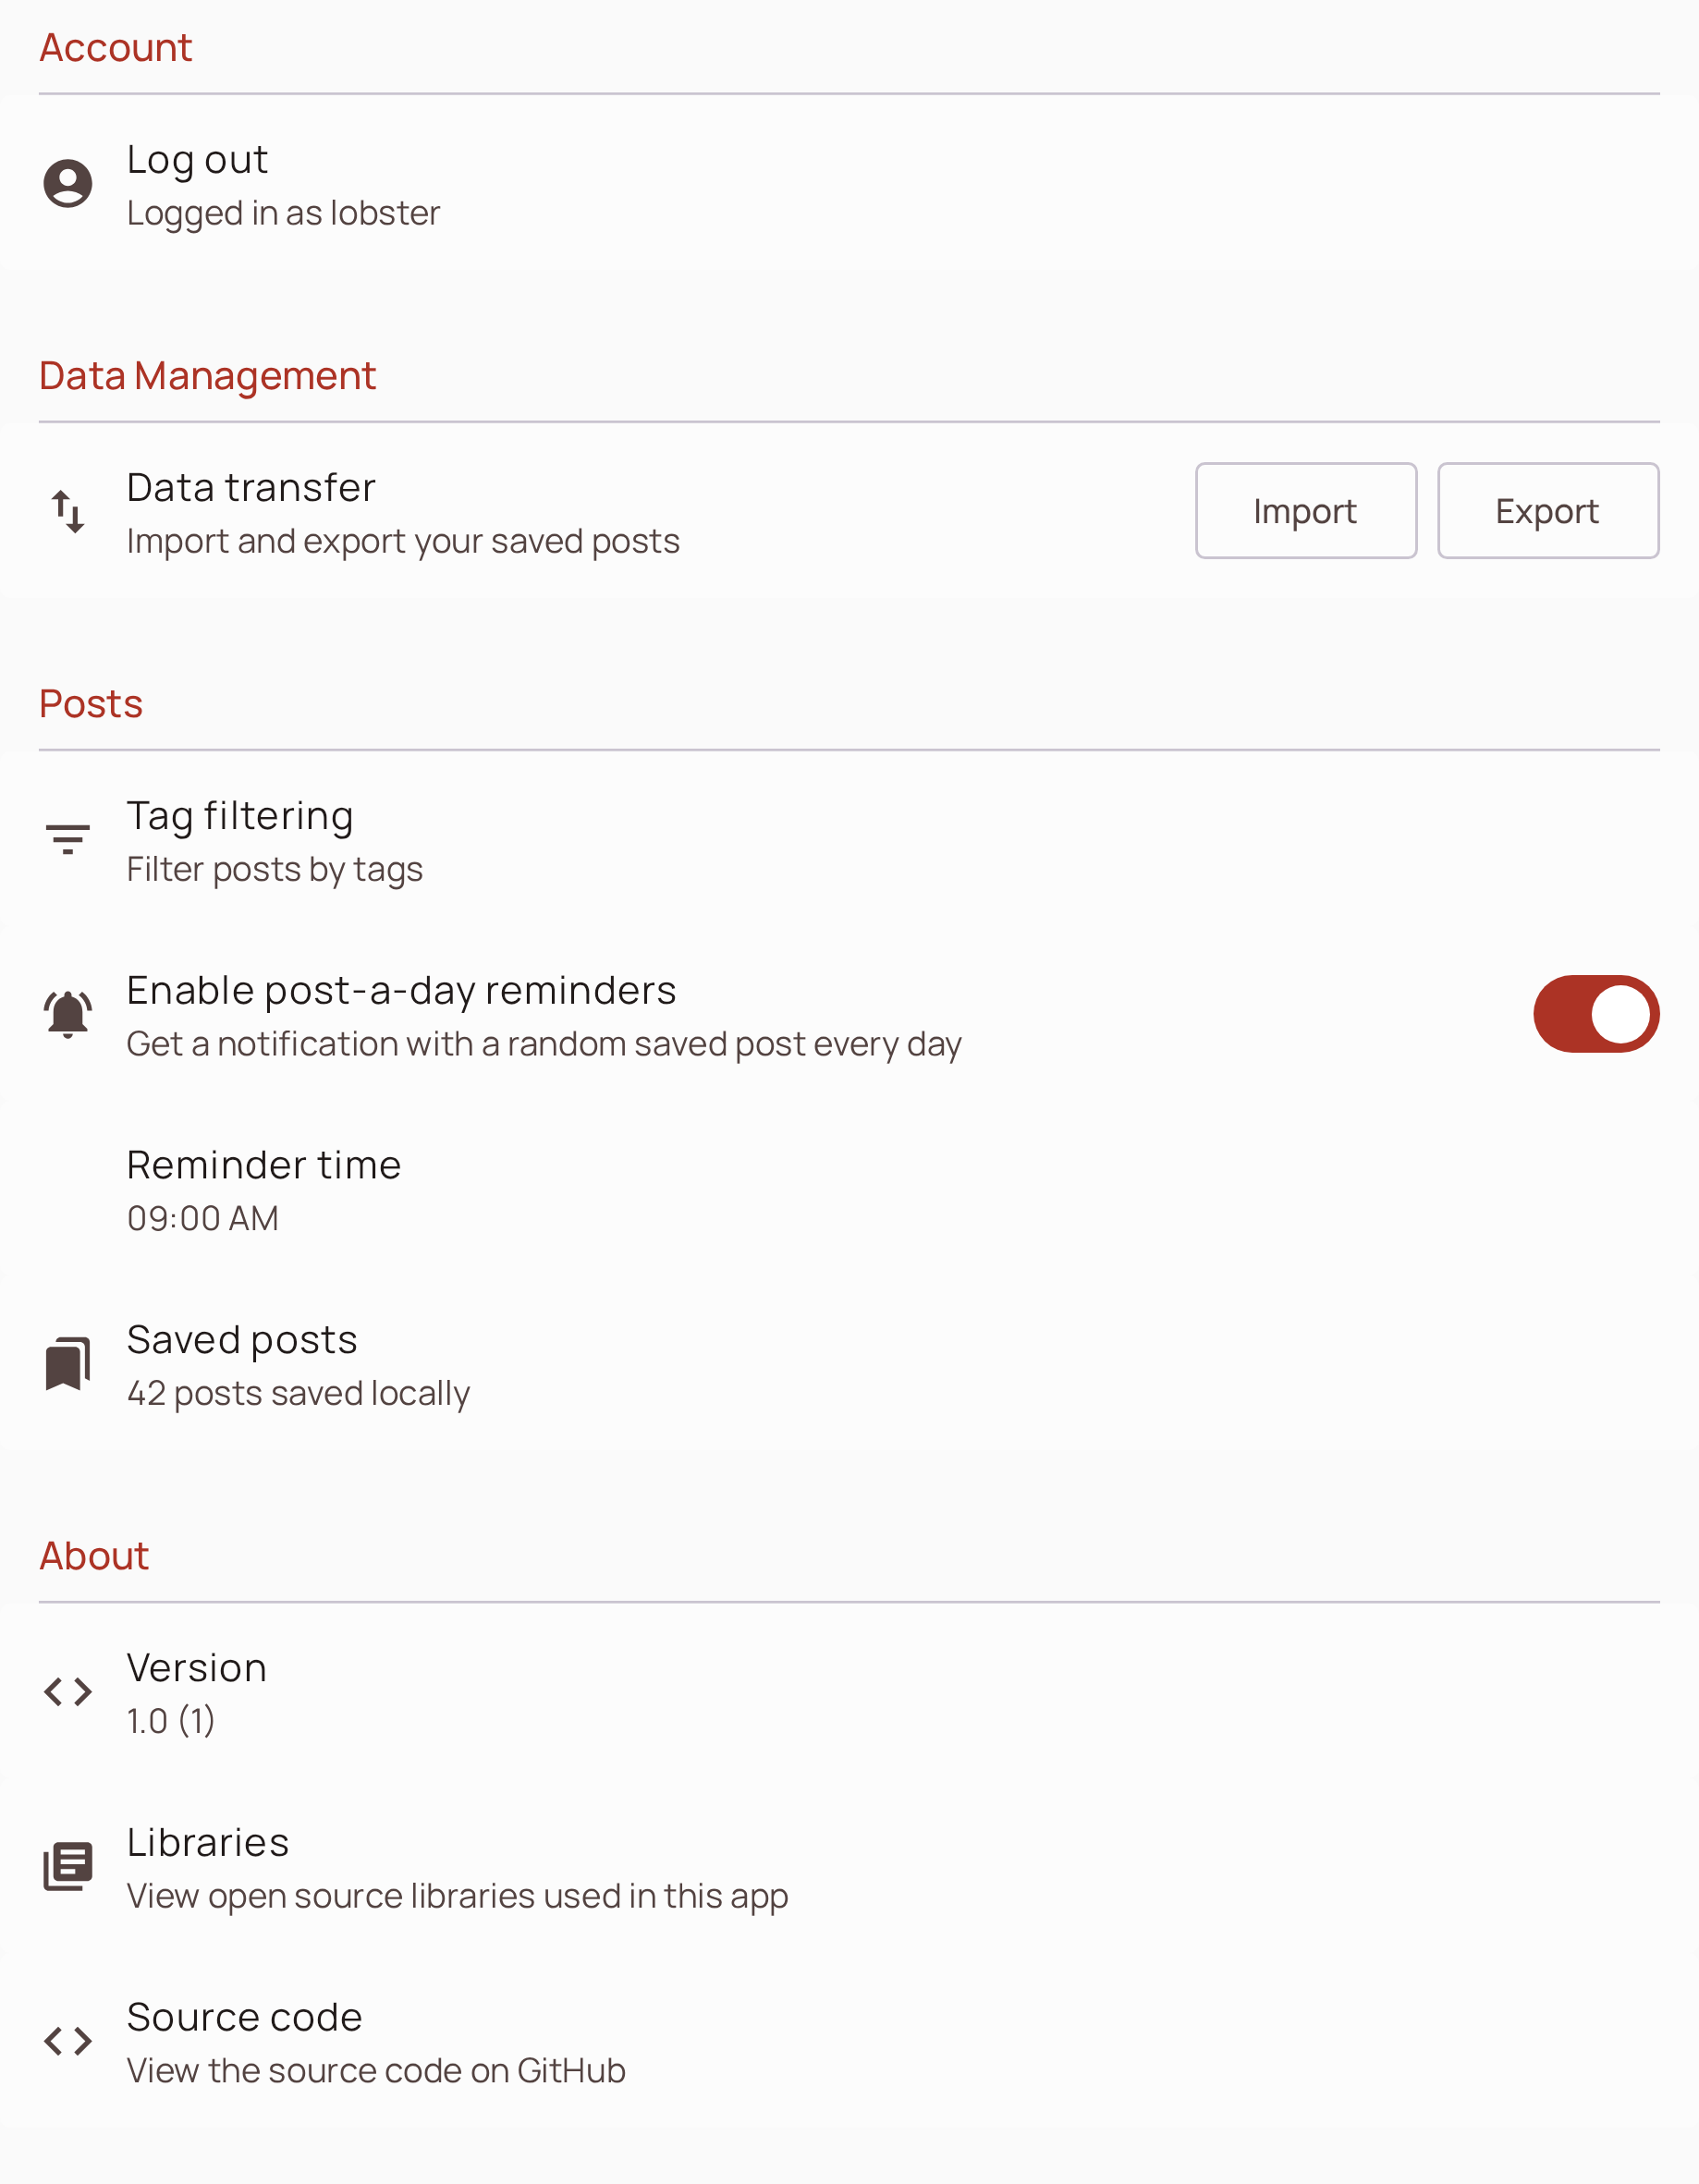 Account
Log out
Logged in as lobster
Data Management
Data transfer
Import and export your saved posts
Import
Export
Posts
Tag filtering
Filter posts by tags
Enable post-a-day reminders
Get a notification with a random saved post every day
Reminder time
09:00 AM
Saved posts
42 posts saved locally
About
Version
1.0 (1)
Libraries
View open source libraries used in this app
Source code
View the source code on GitHub